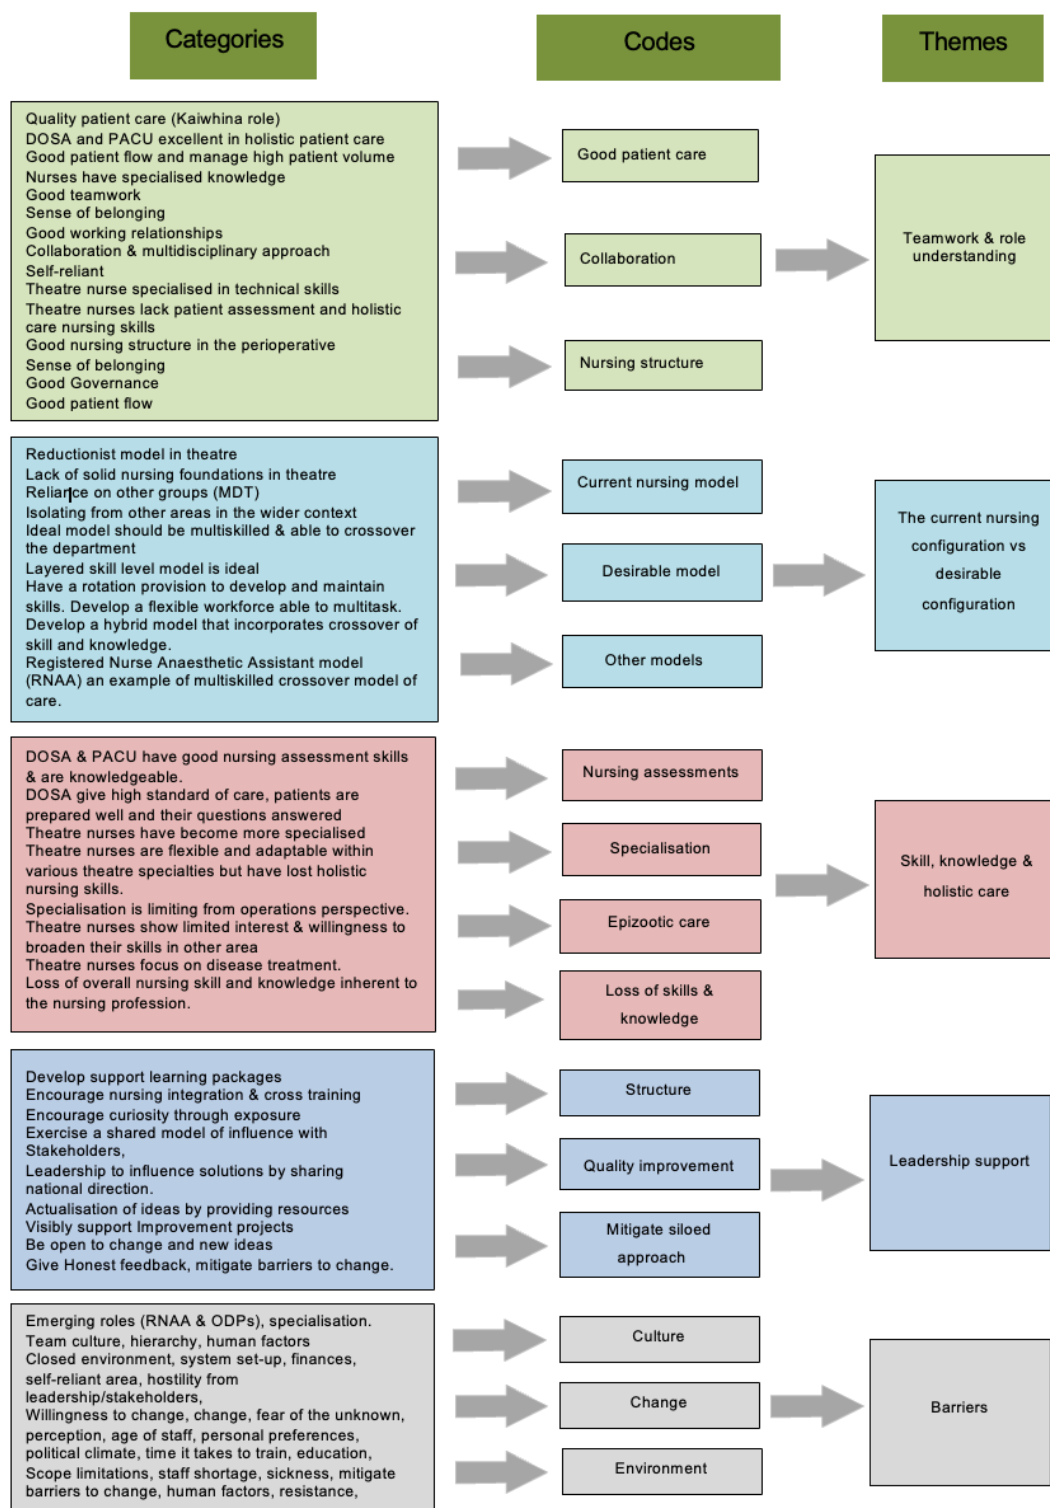 Categories
Codes
Themes
Quality patient care (Kaiwhina role)
DOSA and PACU excellent in holistic patient care
Good patient flow and manage high patient volume
Nurses have specialised knowledge
Good teamwork
Sense of belonging
Good working relationships
Collaboration & multidisciplinary approach
Self-reliant
Theatre nurse specialised in technical skills
Theatre nurses lack patient assessment and holistic
care nursing skills
Good nursing structure in the perioperative
Sense of belonging
Good Governance
Good patient flow
Good patient care
Collaboration
Nursing structure
Teamwork & role
understanding
Reductionist model in theatre
Lack of solid nursing foundations in theatre
Reliance on other groups (MDT)
Isolating from other areas in the wider context
Ideal model should be multiskilled & able to crossover
the department
Layered skill level model is ideal
Have a rotation provision to develop and maintain
skills. Develop a flexible workforce able to multitask.
Develop a hybrid model that incorporates crossover of
skill and knowledge.
Registered Nurse Anaesthetic Assistant model
(RNAA) an example of multiskilled crossover model of
care.
Current nursing model
Desirable model
Other models
The current nursing
configuration vs
desirable
configuration
DOSA & PACU have good nursing assessment skills
& are knowledgeable.
DOSA give high standard of care, patients are
prepared well and their questions answered
Theatre nurses have become more specialised
Theatre nurses are flexible and adaptable within
various theatre specialties but have lost holistic
nursing skills.
Specialisation is limiting from operations perspective.
Theatre nurses show limited interest & willingness to
broaden their skills in other area
Theatre nurses focus on disease treatment.
Loss of overall nursing skill and knowledge inherent to
the nursing profession.
Nursing assessments
Specialisation
Epizootic care
Loss of skills &
knowledge
Skill, knowledge &
holistic care
Develop support learning packages
Encourage nursing integration & cross training
Encourage curiosity through exposure
Exercise a shared model of influence with
Stakeholders,
Leadership to influence solutions by sharing
national direction.
Actualisation of ideas by providing resources
Visibly support Improvement projects
Be open to change and new ideas
Give Honest feedback, mitigate barriers to change.
Structure
Quality improvement
Mitigate siloed
approach
Leadership support
Emerging roles (RNAA & ODPs), specialisation.
Team culture, hierarchy, human factors
Closed environment, system set-up, finances,
self-reliant area, hostility from
leadership/stakeholders,
Willingness to change, change, fear of the unknown,
perception, age of staff, personal preferences,
political climate, time it takes to train, education,
Scope limitations, staff shortage, sickness, mitigate
barriers to change, human factors, resistance,
Culture
Change
Environment
Barriers